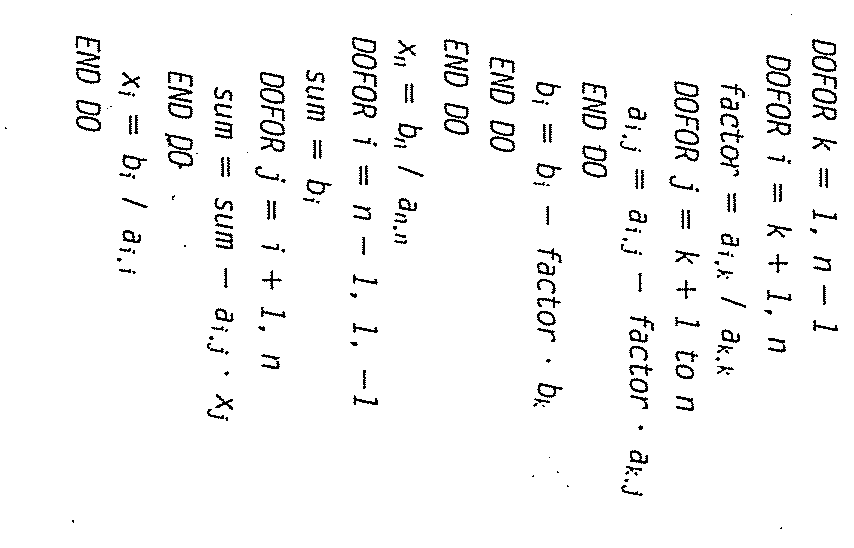 DOFOR k = 1, n − 1
DOFOR i = k + 1, n
factor = a_{i,k} / a_{k,k}
DOFOR j = k + 1 to n
a_{i,j} = a_{i,j} − factor · a_{k,j}
END DO
b_i = b_i − factor · b_k
END DO
END DO
x_n = b_n / a_{n,n}
DOFOR i = n − 1, 1, −1
sum = b_i
DOFOR j = i + 1, n
sum = sum − a_{i,j} · x_j
END DO
x_i = b_i / a_{i,i}
END DO